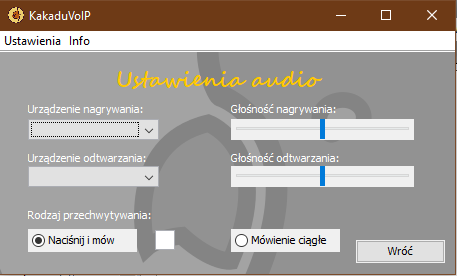 KakaduVoIP
Ustawienia Info
Ustawienia audio
Urządzenie nagrywania: Głośność nagrywania:
Urządzenie odtwarzania: Głośność odtwarzania:
Rodzaj przechwytywania:
Naciśnij i mów Mówienie ciągłe
Wróć